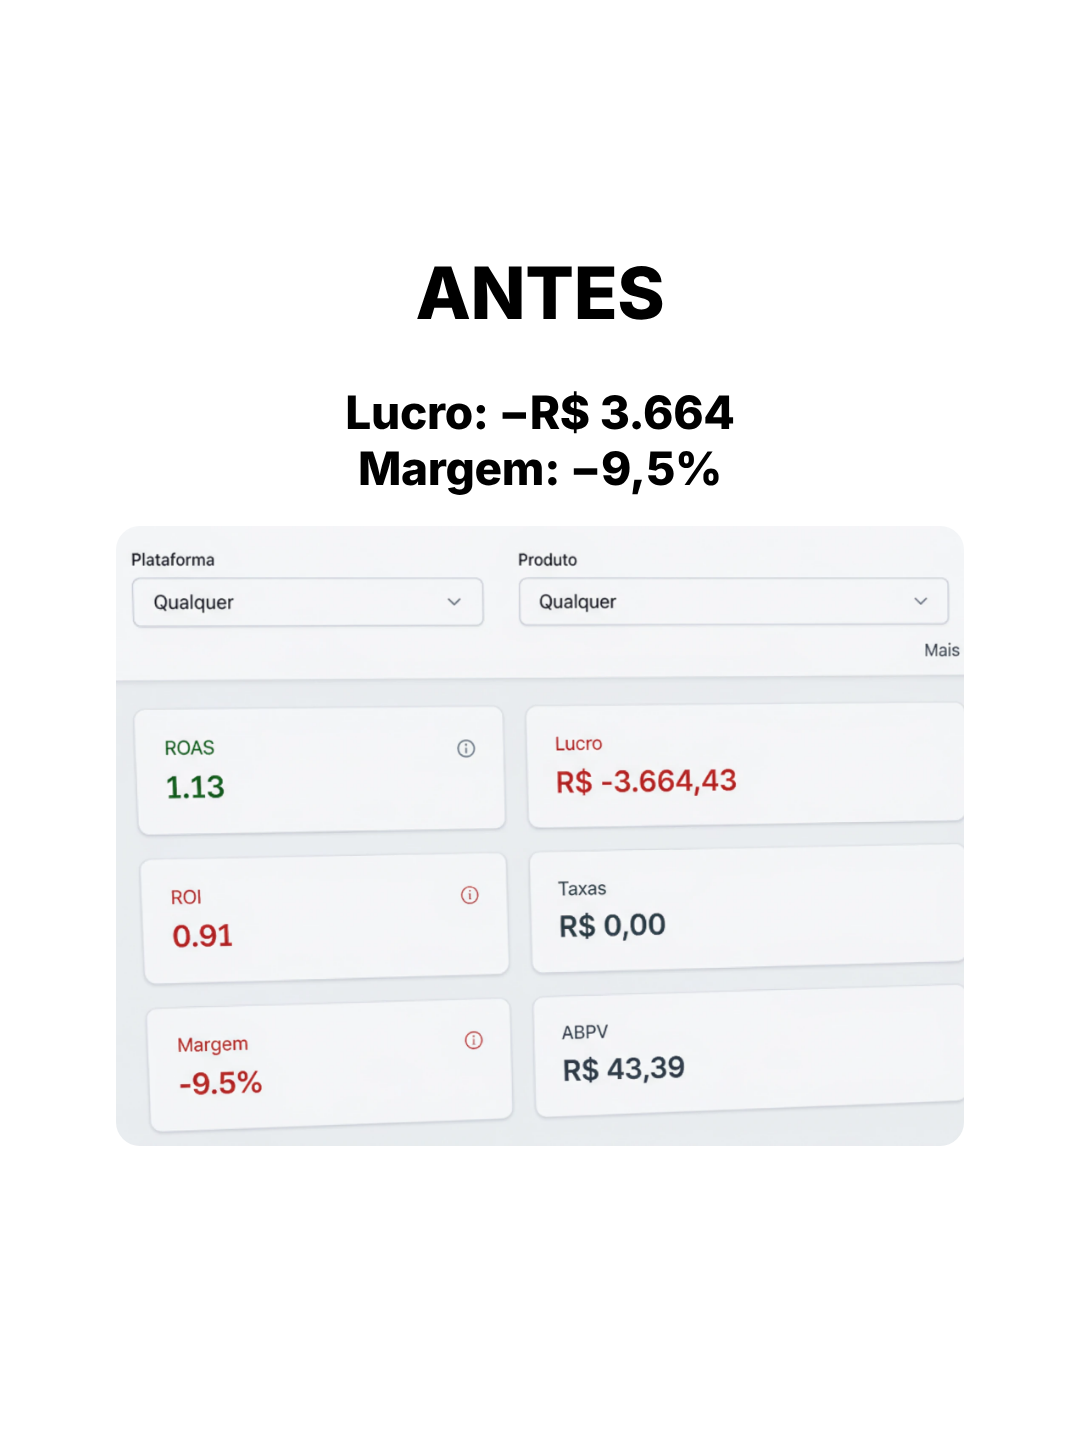 ANTES
Lucro: –R$ 3.664
Margem: –9,5%
Plataforma
Produto
Qualquer
Qualquer
Mais
ROAS
1.13
Lucro
R$ -3.664,43
ROI
0.91
Taxas
R$ 0,00
Margem
-9.5%
ABPV
R$ 43,39